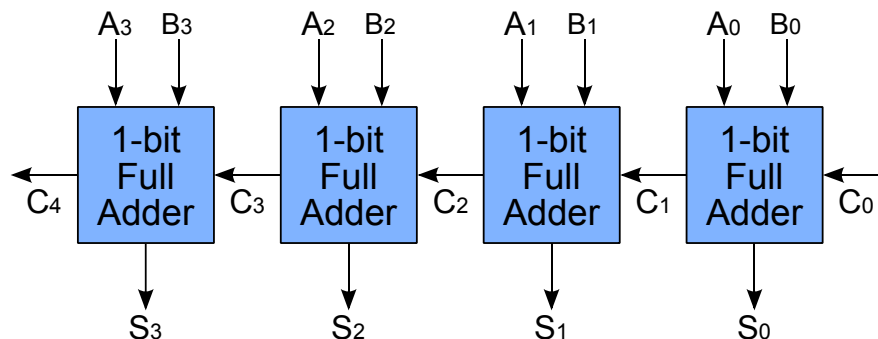 A3 B3 A2 B2 A1 B1 A0 B0
1-bit Full Adder
1-bit Full Adder
1-bit Full Adder
1-bit Full Adder
C4 C3 C2 C1 C0
S3 S2 S1 S0